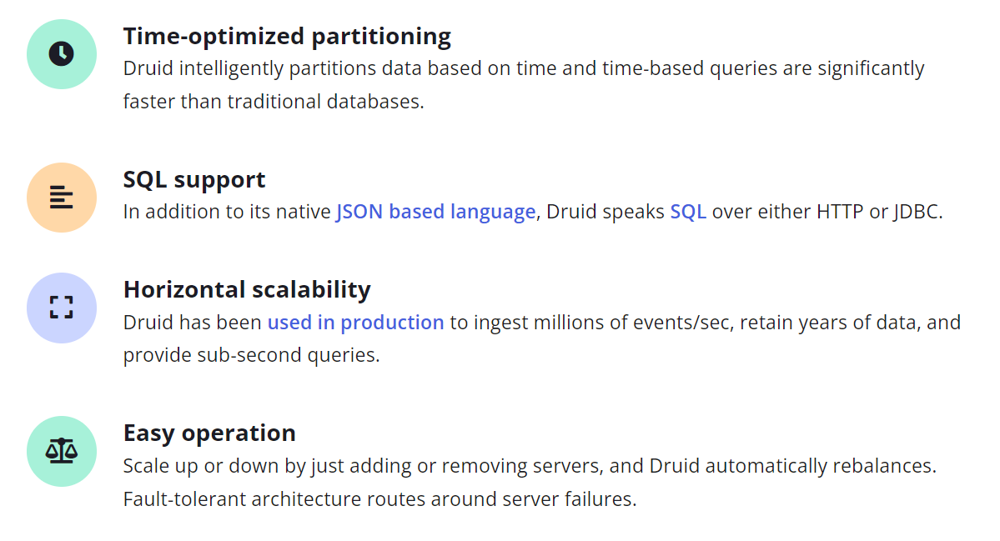 Time-optimized partitioning
Druid intelligently partitions data based on time and time-based queries are significantly
faster than traditional databases.
SQL support
In addition to its native JSON based language, Druid speaks SQL over either HTTP or JDBC.
Horizontal scalability
Druid has been used in production to ingest millions of events/sec, retain years of data, and
provide sub-second queries.
Easy operation
Scale up or down by just adding or removing servers, and Druid automatically rebalances.
Fault-tolerant architecture routes around server failures.